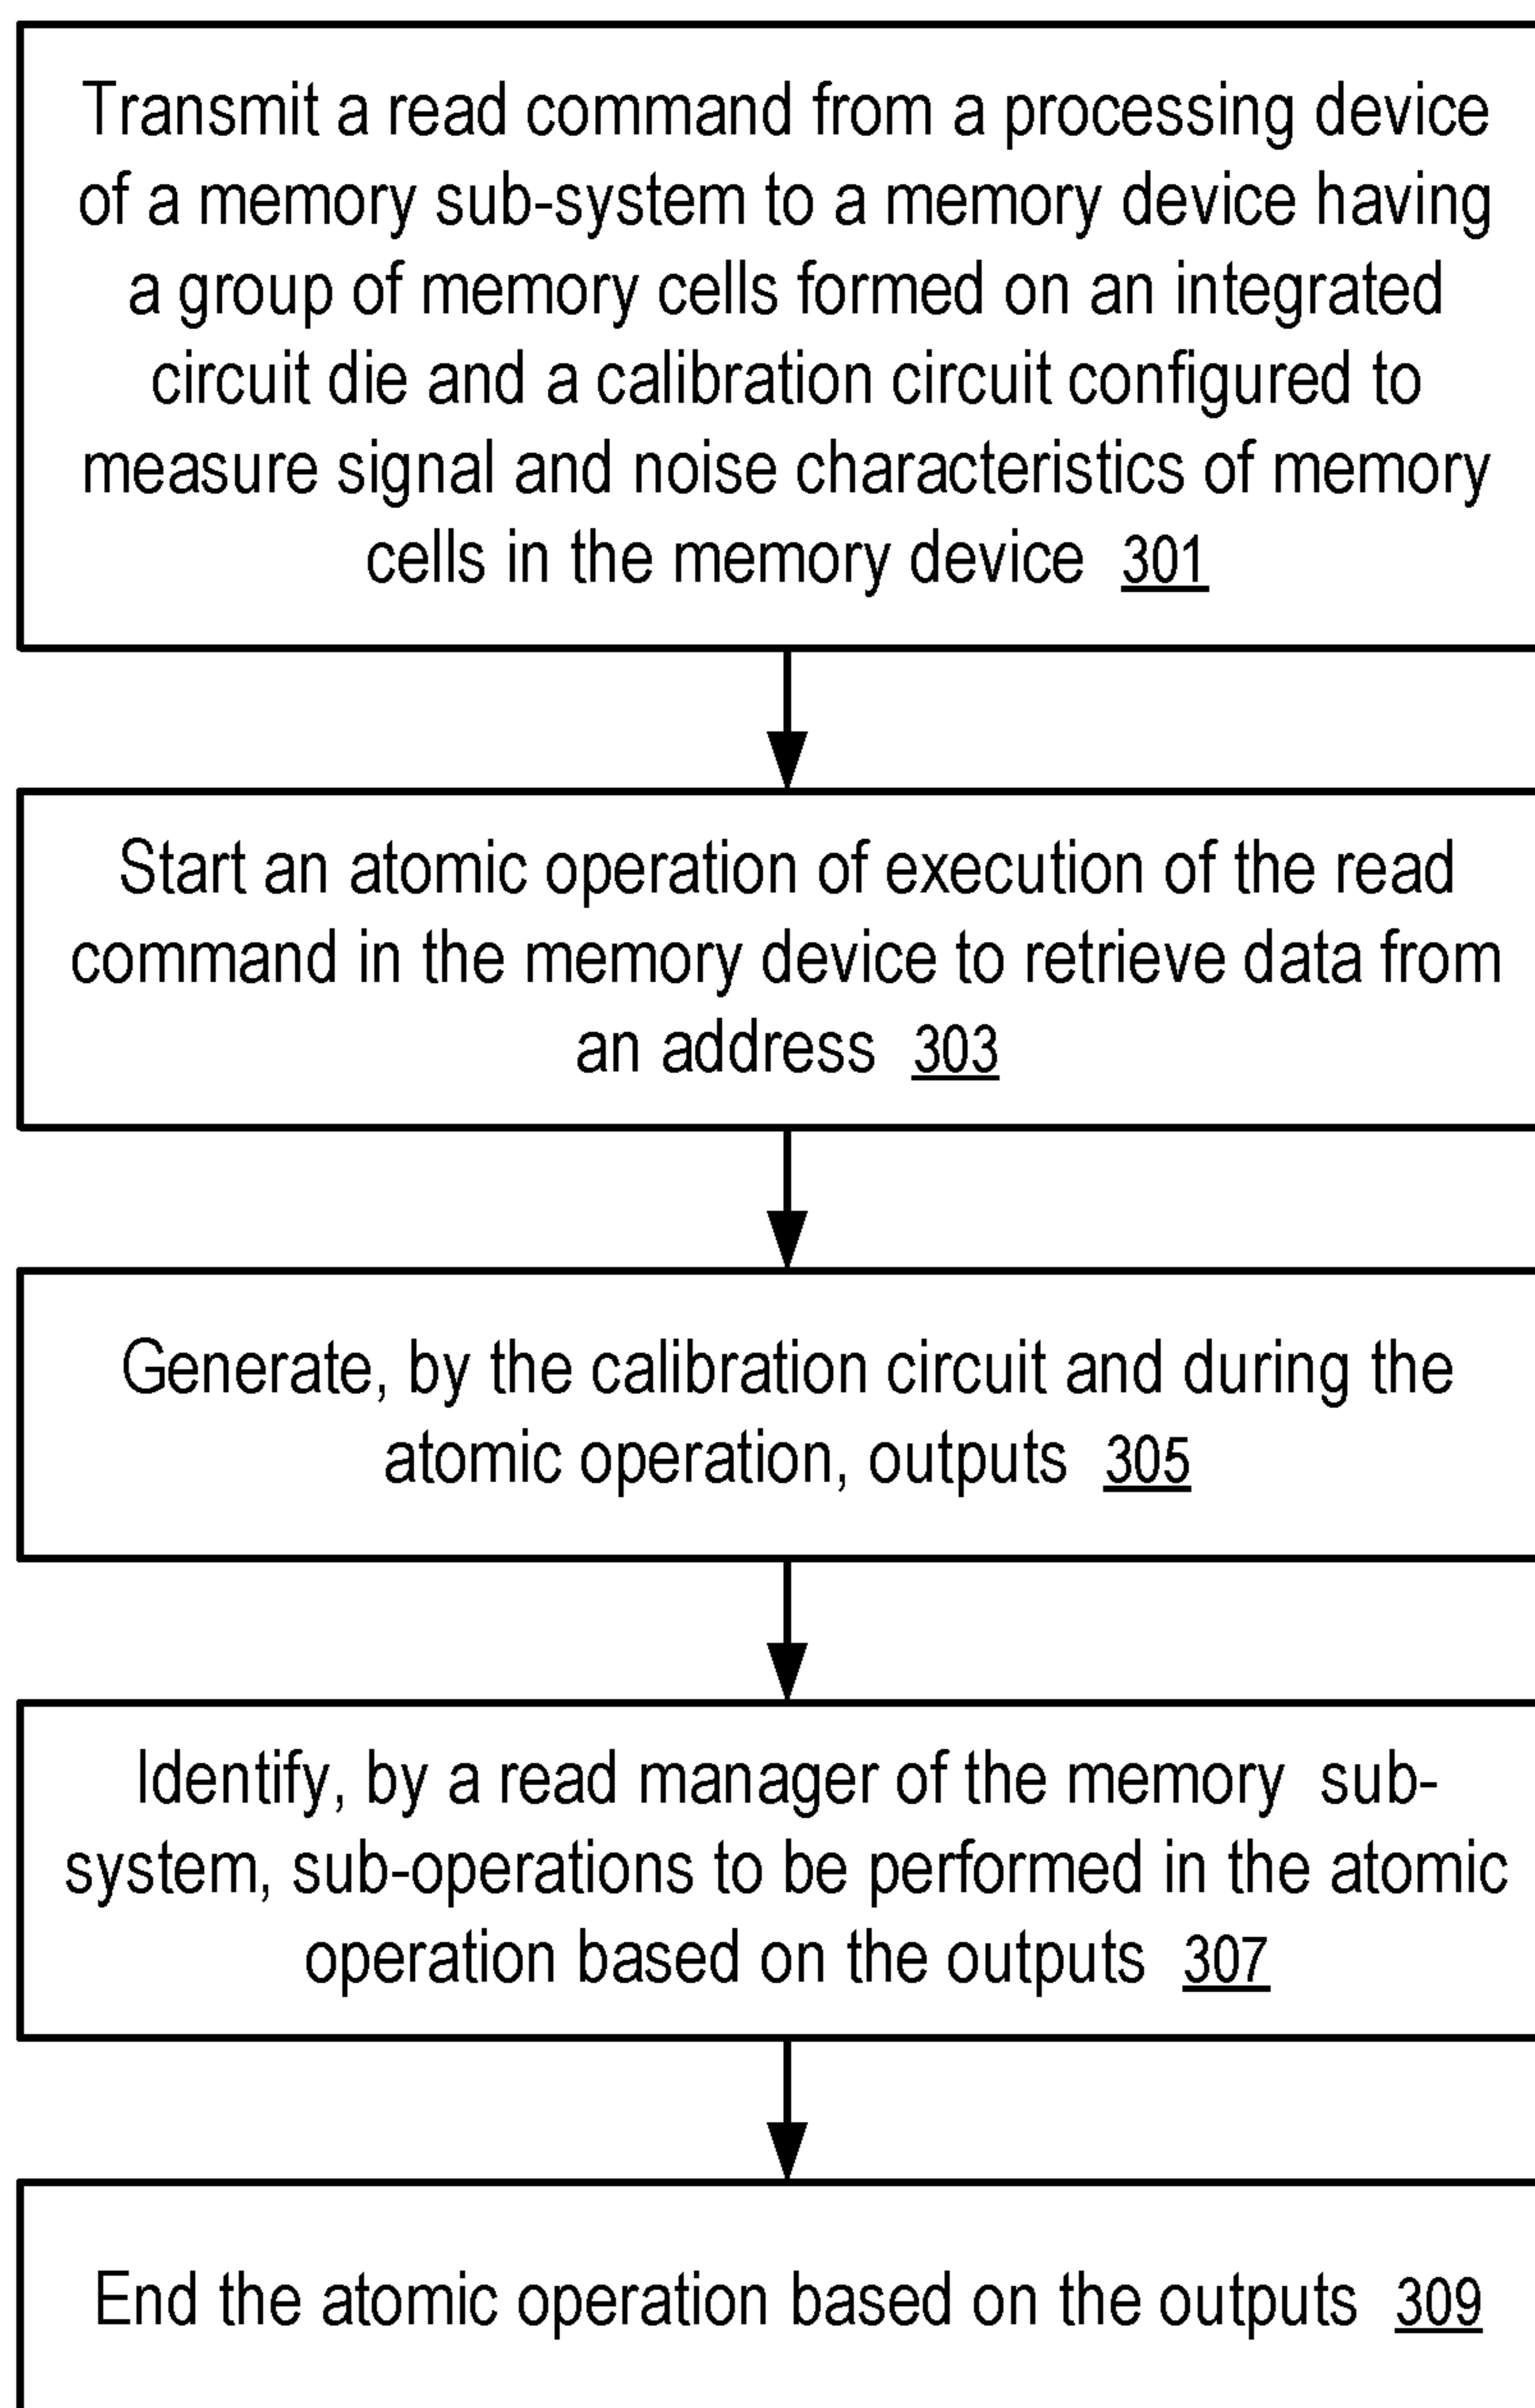 Transmit a read command from a processing device
of a memory sub-system to a memory device having
a group of memory cells formed on an integrated
circuit die and a calibration circuit configured to
measure signal and noise characteristics of memory
cells in the memory device 301
Start an atomic operation of execution of the read
command in the memory device to retrieve data from
an address 303
Generate, by the calibration circuit and during the
atomic operation, outputs 305
Identify, by a read manager of the memory sub-
system, sub-operations to be performed in the atomic
operation based on the outputs 307
End the atomic operation based on the outputs 309